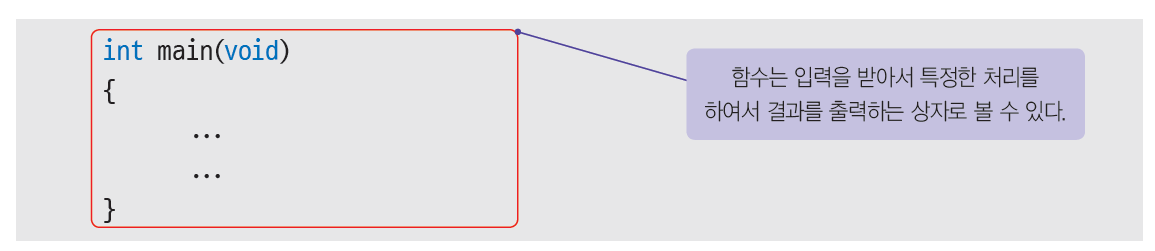 int main(void)
{
...
...
}
함수는 입력을 받아서 특정한 처리를
하여서 결과를 출력하는 상자로 볼 수 있다.